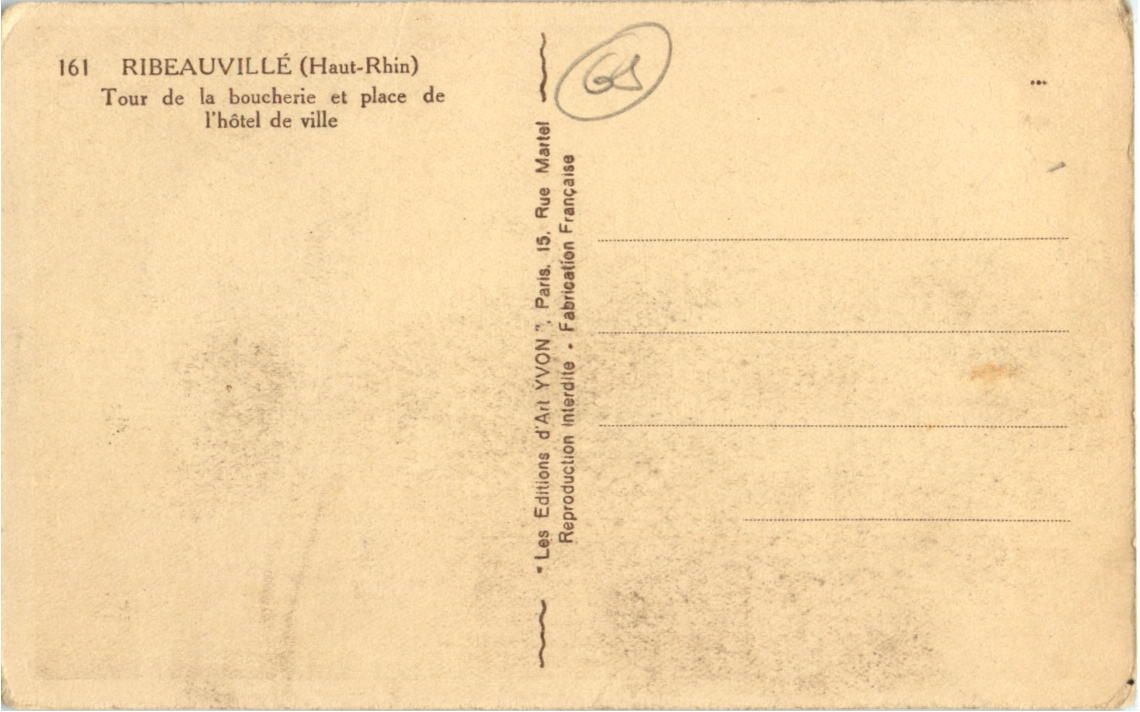 161 RIBEAUVILLÉ (Haut-Rhin)
Tour de la boucherie et place de
l'hôtel de ville
"Les Editions d'Art YVON", Paris, 15, Rue Martel
Reproduction Interdite - Fabrication Française